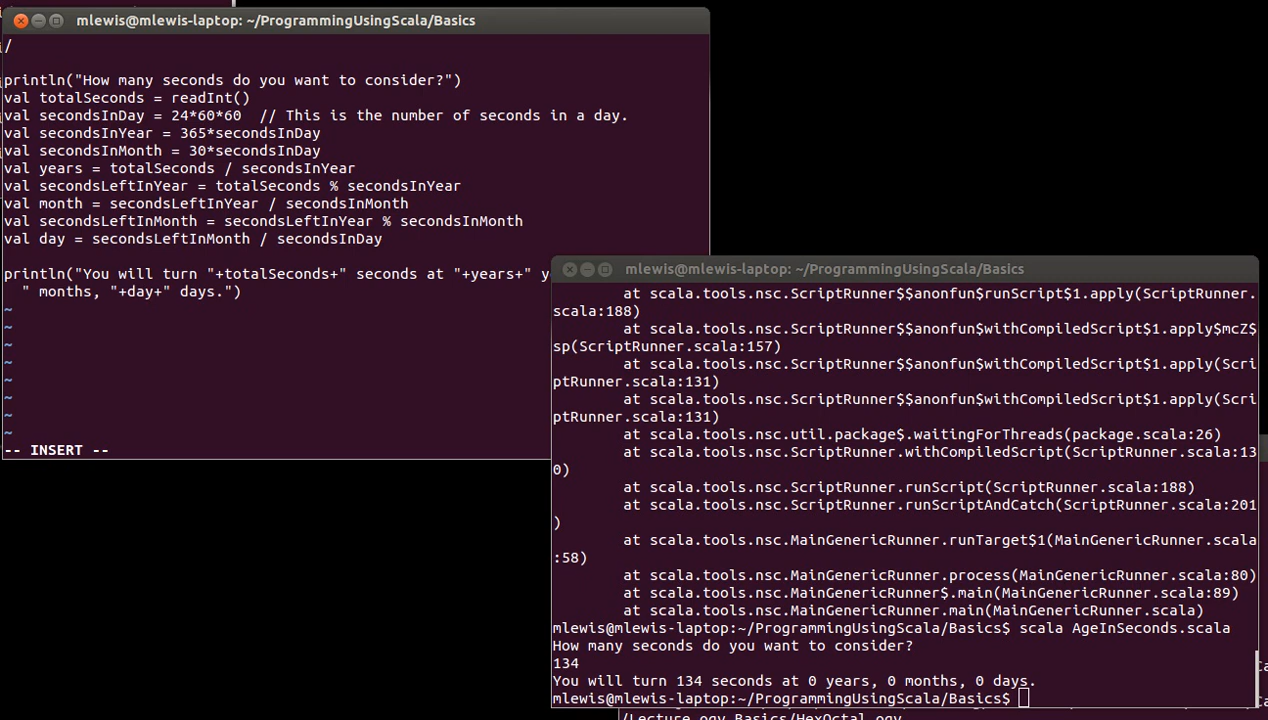 mlewis@mlewis-laptop: ~/ProgrammingUsingScala/Basics
/
println("How many seconds do you want to consider?")
val totalSeconds = readInt()
val secondsInDay = 24*60*60  // This is the number of seconds in a day.
val secondsInYear = 365*secondsInDay
val secondsInMonth = 30*secondsInDay
val years = totalSeconds / secondsInYear
val secondsLeftInYear = totalSeconds % secondsInYear
val month = secondsLeftInYear / secondsInMonth
val secondsLeftInMonth = secondsLeftInYear % secondsInMonth
val day = secondsLeftInMonth / secondsInDay
println("You will turn "+totalSeconds+" seconds at "+years+" y
" months, "+day+" days.")
~
~
~
~
~
~
~
~
-- INSERT --
mlewis@mlewis-laptop: ~/ProgrammingUsingScala/Basics
at scala.tools.nsc.ScriptRunner$$anonfun$runScript$1.apply(ScriptRunner.
scala:188)
at scala.tools.nsc.ScriptRunner$$anonfun$withCompiledScript$1.apply$mcZ$
sp(ScriptRunner.scala:157)
at scala.tools.nsc.ScriptRunner$$anonfun$withCompiledScript$1.apply(Scri
ptRunner.scala:131)
at scala.tools.nsc.ScriptRunner$$anonfun$withCompiledScript$1.apply(Scri
ptRunner.scala:131)
at scala.tools.nsc.util.package$.waitingForThreads(package.scala:26)
at scala.tools.nsc.ScriptRunner.withCompiledScript(ScriptRunner.scala:13
0)
at scala.tools.nsc.ScriptRunner.runScript(ScriptRunner.scala:188)
at scala.tools.nsc.ScriptRunner.runScriptAndCatch(ScriptRunner.scala:201
)
at scala.tools.nsc.MainGenericRunner.runTarget$1(MainGenericRunner.scala
:58)
at scala.tools.nsc.MainGenericRunner.process(MainGenericRunner.scala:80)
at scala.tools.nsc.MainGenericRunner$.main(MainGenericRunner.scala:89)
at scala.tools.nsc.MainGenericRunner.main(MainGenericRunner.scala)
mlewis@mlewis-laptop:~/ProgrammingUsingScala/Basics$ scala AgeInSeconds.scala
How many seconds do you want to consider?
134
You will turn 134 seconds at 0 years, 0 months, 0 days.
mlewis@mlewis-laptop:~/ProgrammingUsingScala/Basics$